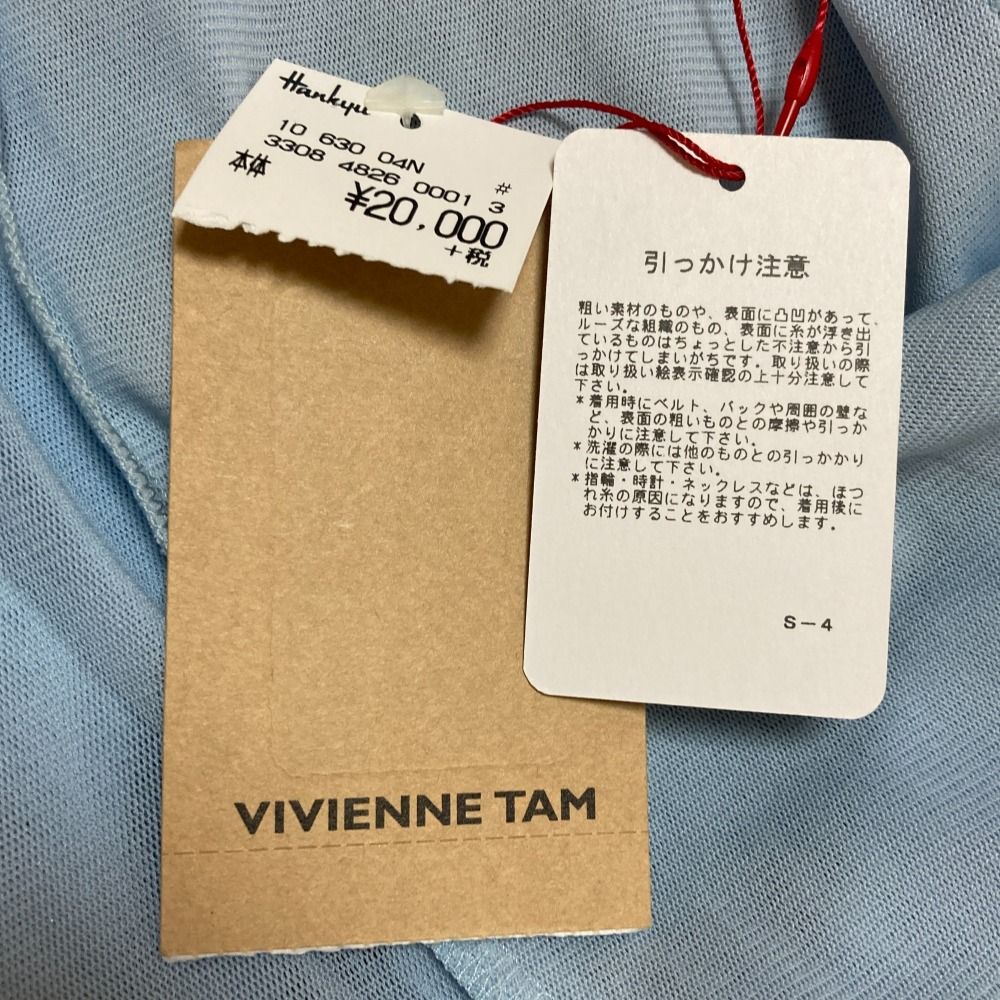 Hankyu
10 630 04N
#
3308 4826 0001 3
本体
¥20,000
+税
引っかけ注意
粗い素材のものや、表面に凸凹があって、
ルーズな組織のもの、表面に糸が浮き出
ているものはちょっとした不注意から引
っかけてしまいがちです。取り扱いの際
は取り扱い絵表示確認の上十分注意して
下さい。
*着用時にベルト、バックや周囲の壁な
ど、表面の粗いものとの摩擦や引っか
かりに注意して下さい。
*洗濯の際には他のものとの引っかかり
に注意して下さい。
*指輪・時計・ネックレスなどは、ほつ
れ糸の原因になりますので、着用後に
お付けすることをおすすめします。
S-4
VIVIENNE TAM